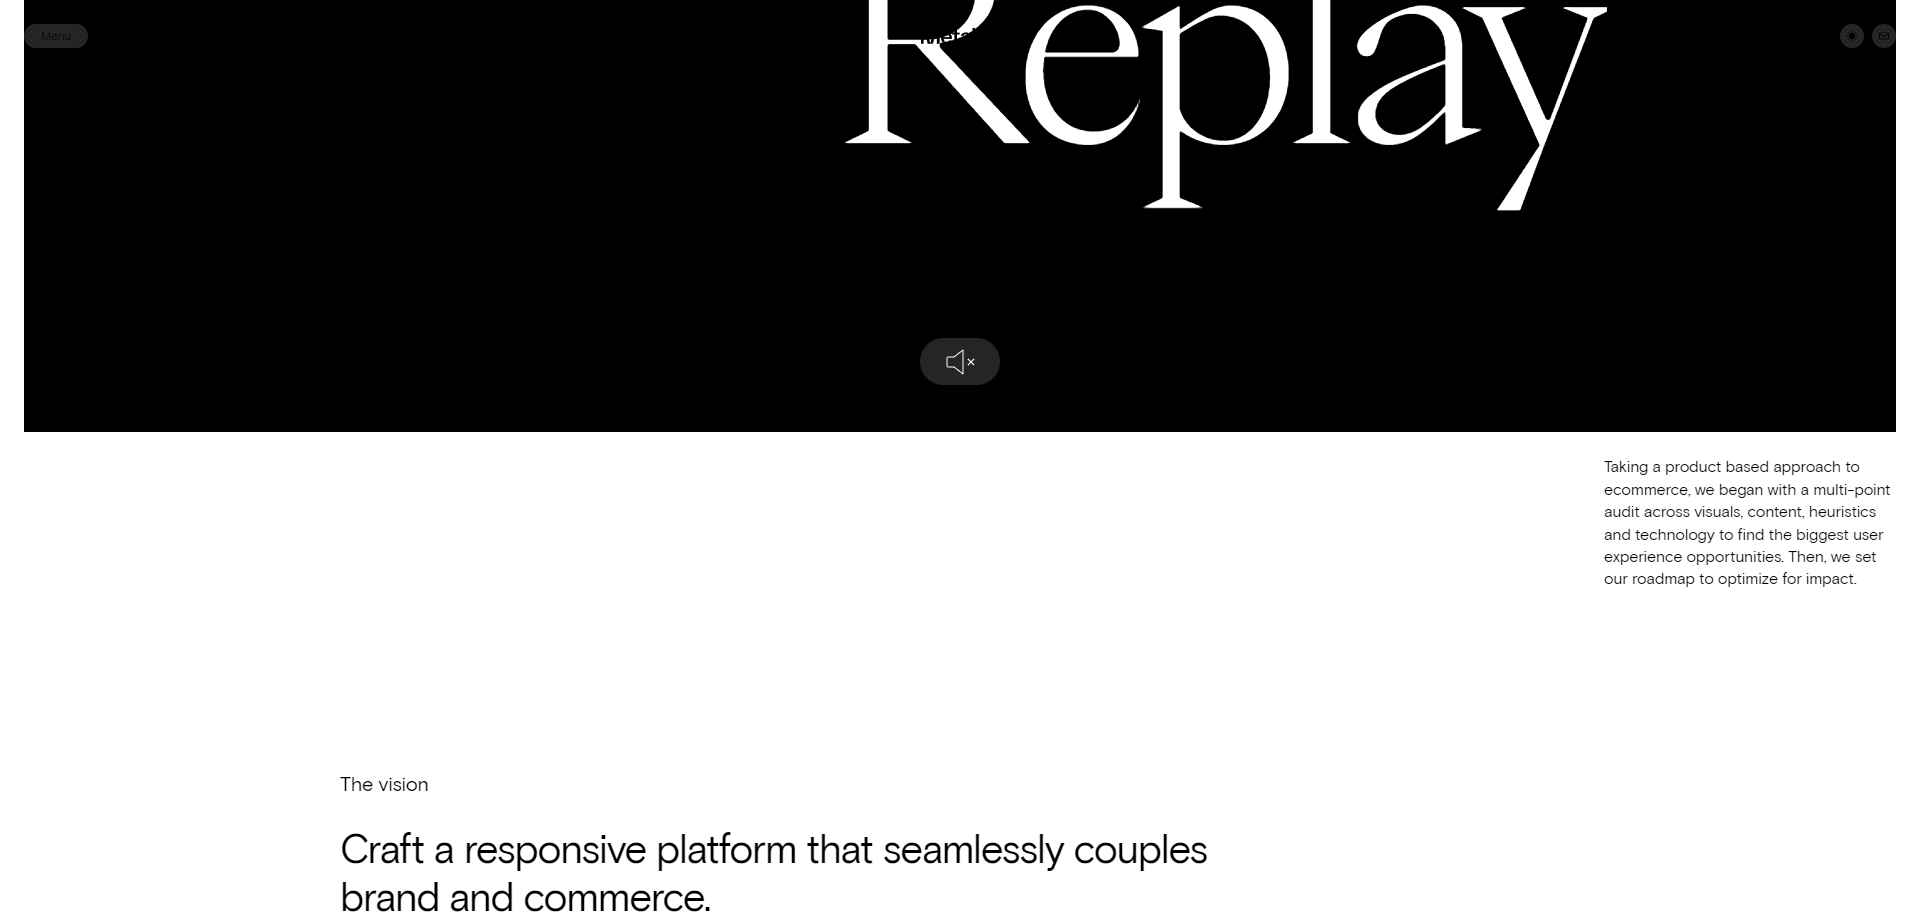 Menu
Replay
Taking a product based approach to
ecommerce, we began with a multi-point
audit across visuals, content, heuristics
and technology to find the biggest user
experience opportunities. Then, we set
our roadmap to optimize for impact.
The vision
Craft a responsive platform that seamlessly couples
brand and commerce.